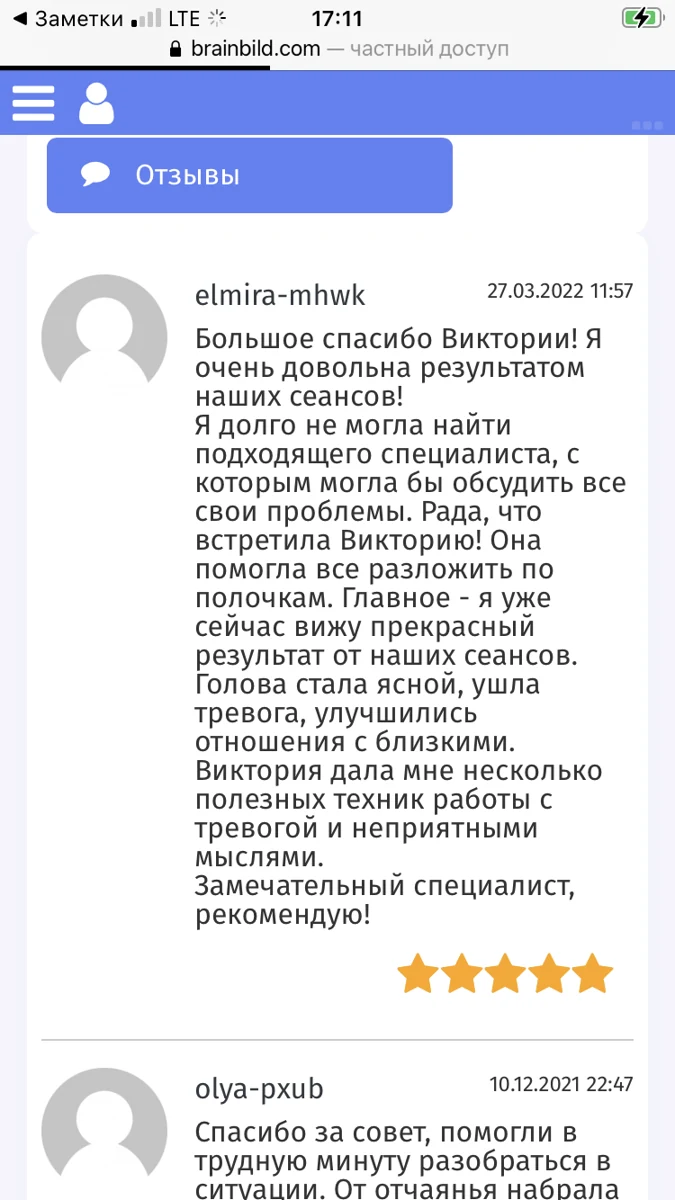 Заметки LTE 17:11
brainbild.com — частный доступ
Отзывы
elmira-mhwk 27.03.2022 11:57
Большое спасибо Виктории! Я
очень довольна результатом
наших сеансов!
Я долго не могла найти
подходящего специалиста, с
которым могла бы обсудить все
свои проблемы. Рада, что
встретила Викторию! Она
помогла все разложить по
полочкам. Главное - я уже
сейчас вижу прекрасный
результат от наших сеансов.
Голова стала ясной, ушла
тревога, улучшились
отношения с близкими.
Виктория дала мне несколько
полезных техник работы с
тревогой и неприятными
мыслями.
Замечательный специалист,
рекомендую!
olya-pxub 10.12.2021 22:47
Спасибо за совет, помогли в
трудную минуту разобраться в
ситуации. От отчаянья набрала